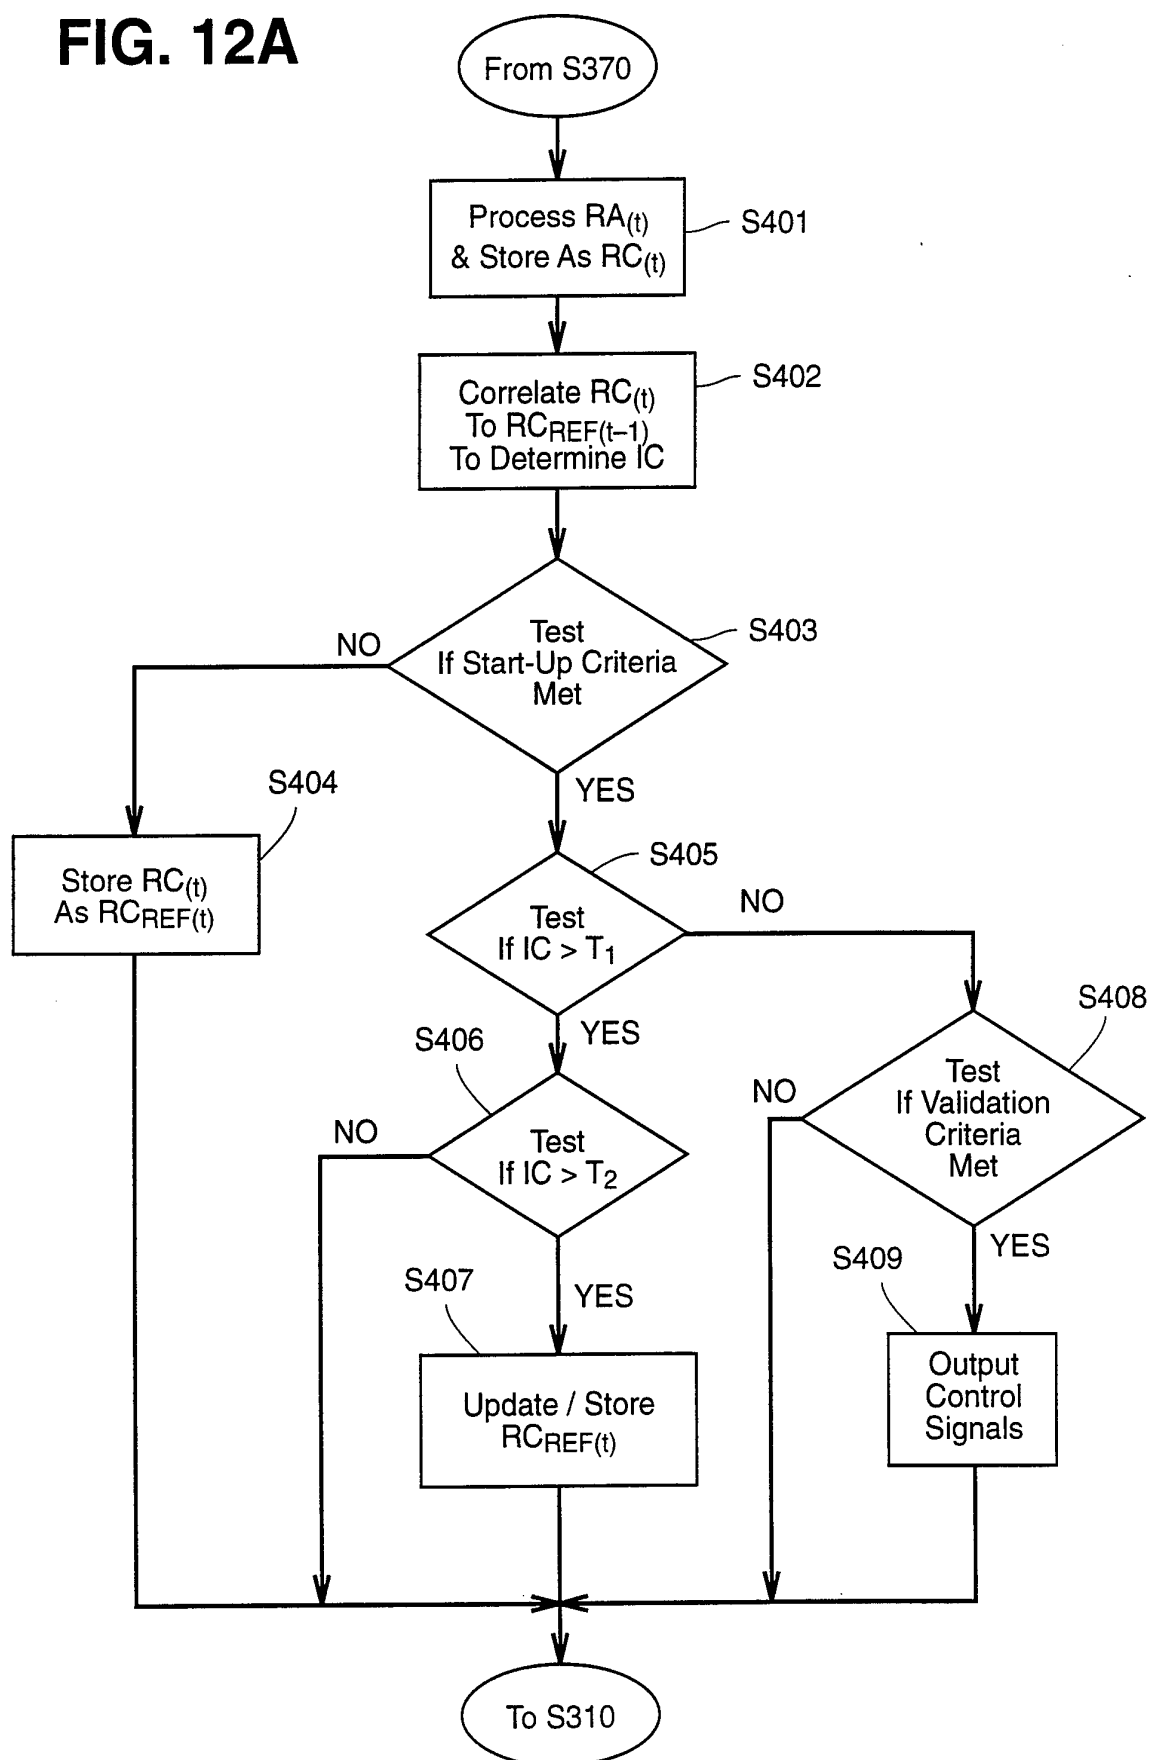 FIG. 12A
From S370
Process RA(t)
& Store As RC(t)
S401
Correlate RC(t)
To RCREF(t–1)
To Determine IC
S402
Test
If Start-Up Criteria
Met
S403
NO
YES
S404
Store RC(t)
As RCREF(t)
S405
Test
If IC > T1
NO
YES
S406
Test
If IC > T2
NO
YES
S408
Test
If Validation
Criteria
Met
NO
YES
S407
Update / Store
RCREF(t)
S409
Output
Control
Signals
To S310